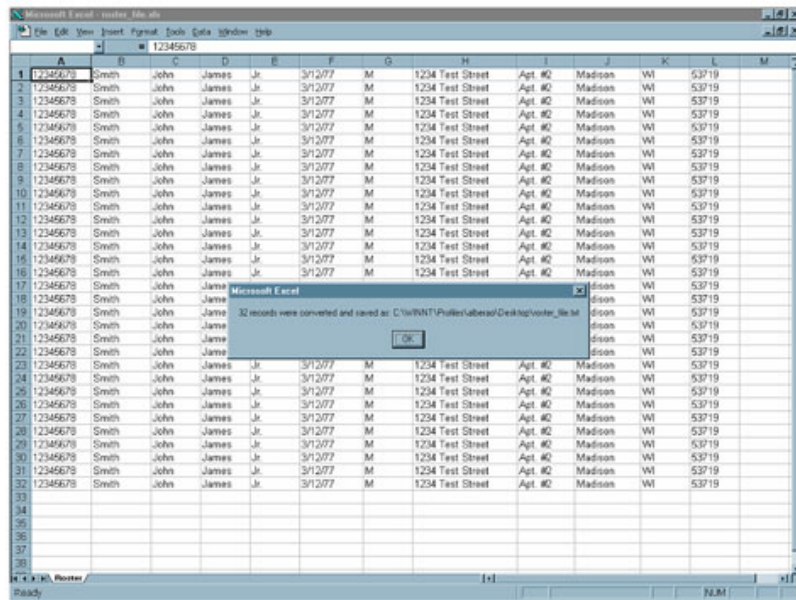 Microsoft Excel - roster_file.xls
File Edit View Insert Format Tools Data Window Help
= 12345678
A B C D E F G H I J K L M
1 12345678 Smith John James Jr. 3/12/77 M 1234 Test Street Apt. #2 Madison WI 53719
2 12345678 Smith John James Jr. 3/12/77 M 1234 Test Street Apt. #2 Madison WI 53719
3 12345678 Smith John James Jr. 3/12/77 M 1234 Test Street Apt. #2 Madison WI 53719
4 12345678 Smith John James Jr. 3/12/77 M 1234 Test Street Apt. #2 Madison WI 53719
5 12345678 Smith John James Jr. 3/12/77 M 1234 Test Street Apt. #2 Madison WI 53719
6 12345678 Smith John James Jr. 3/12/77 M 1234 Test Street Apt. #2 Madison WI 53719
7 12345678 Smith John James Jr. 3/12/77 M 1234 Test Street Apt. #2 Madison WI 53719
8 12345678 Smith John James Jr. 3/12/77 M 1234 Test Street Apt. #2 Madison WI 53719
9 12345678 Smith John James Jr. 3/12/77 M 1234 Test Street Apt. #2 Madison WI 53719
10 12345678 Smith John James Jr. 3/12/77 M 1234 Test Street Apt. #2 Madison WI 53719
11 12345678 Smith John James Jr. 3/12/77 M 1234 Test Street Apt. #2 Madison WI 53719
12 12345678 Smith John James Jr. 3/12/77 M 1234 Test Street Apt. #2 Madison WI 53719
13 12345678 Smith John James Jr. 3/12/77 M 1234 Test Street Apt. #2 Madison WI 53719
14 12345678 Smith John James Jr. 3/12/77 M 1234 Test Street Apt. #2 Madison WI 53719
15 12345678 Smith John James Jr. 3/12/77 M 1234 Test Street Apt. #2 Madison WI 53719
16 12345678 Smith John James Jr. 3/12/77 M 1234 Test Street Apt. #2 Madison WI 53719
17 12345678 Smith John Jame dison WI 53719
18 12345678 Smith John Jame dison WI 53719
19 12345678 Smith John Jame dison WI 53719
20 12345678 Smith John Jame dison WI 53719
21 12345678 Smith John Jame dison WI 53719
22 12345678 Smith John Jame dison WI 53719
Microsoft Excel
32 records were converted and saved as: C:\WINNT\Profiles\alberao\Desktop\roster_file.txt
OK
23 12345678 Smith John James Jr. 3/12/77 M 1234 Test Street Apt. #2 Madison WI 53719
24 12345678 Smith John James Jr. 3/12/77 M 1234 Test Street Apt. #2 Madison WI 53719
25 12345678 Smith John James Jr. 3/12/77 M 1234 Test Street Apt. #2 Madison WI 53719
26 12345678 Smith John James Jr. 3/12/77 M 1234 Test Street Apt. #2 Madison WI 53719
27 12345678 Smith John James Jr. 3/12/77 M 1234 Test Street Apt. #2 Madison WI 53719
28 12345678 Smith John James Jr. 3/12/77 M 1234 Test Street Apt. #2 Madison WI 53719
29 12345678 Smith John James Jr. 3/12/77 M 1234 Test Street Apt. #2 Madison WI 53719
30 12345678 Smith John James Jr. 3/12/77 M 1234 Test Street Apt. #2 Madison WI 53719
31 12345678 Smith John James Jr. 3/12/77 M 1234 Test Street Apt. #2 Madison WI 53719
32 12345678 Smith John James Jr. 3/12/77 M 1234 Test Street Apt. #2 Madison WI 53719
33
34
35
36
37
38
Roster
Ready NUM